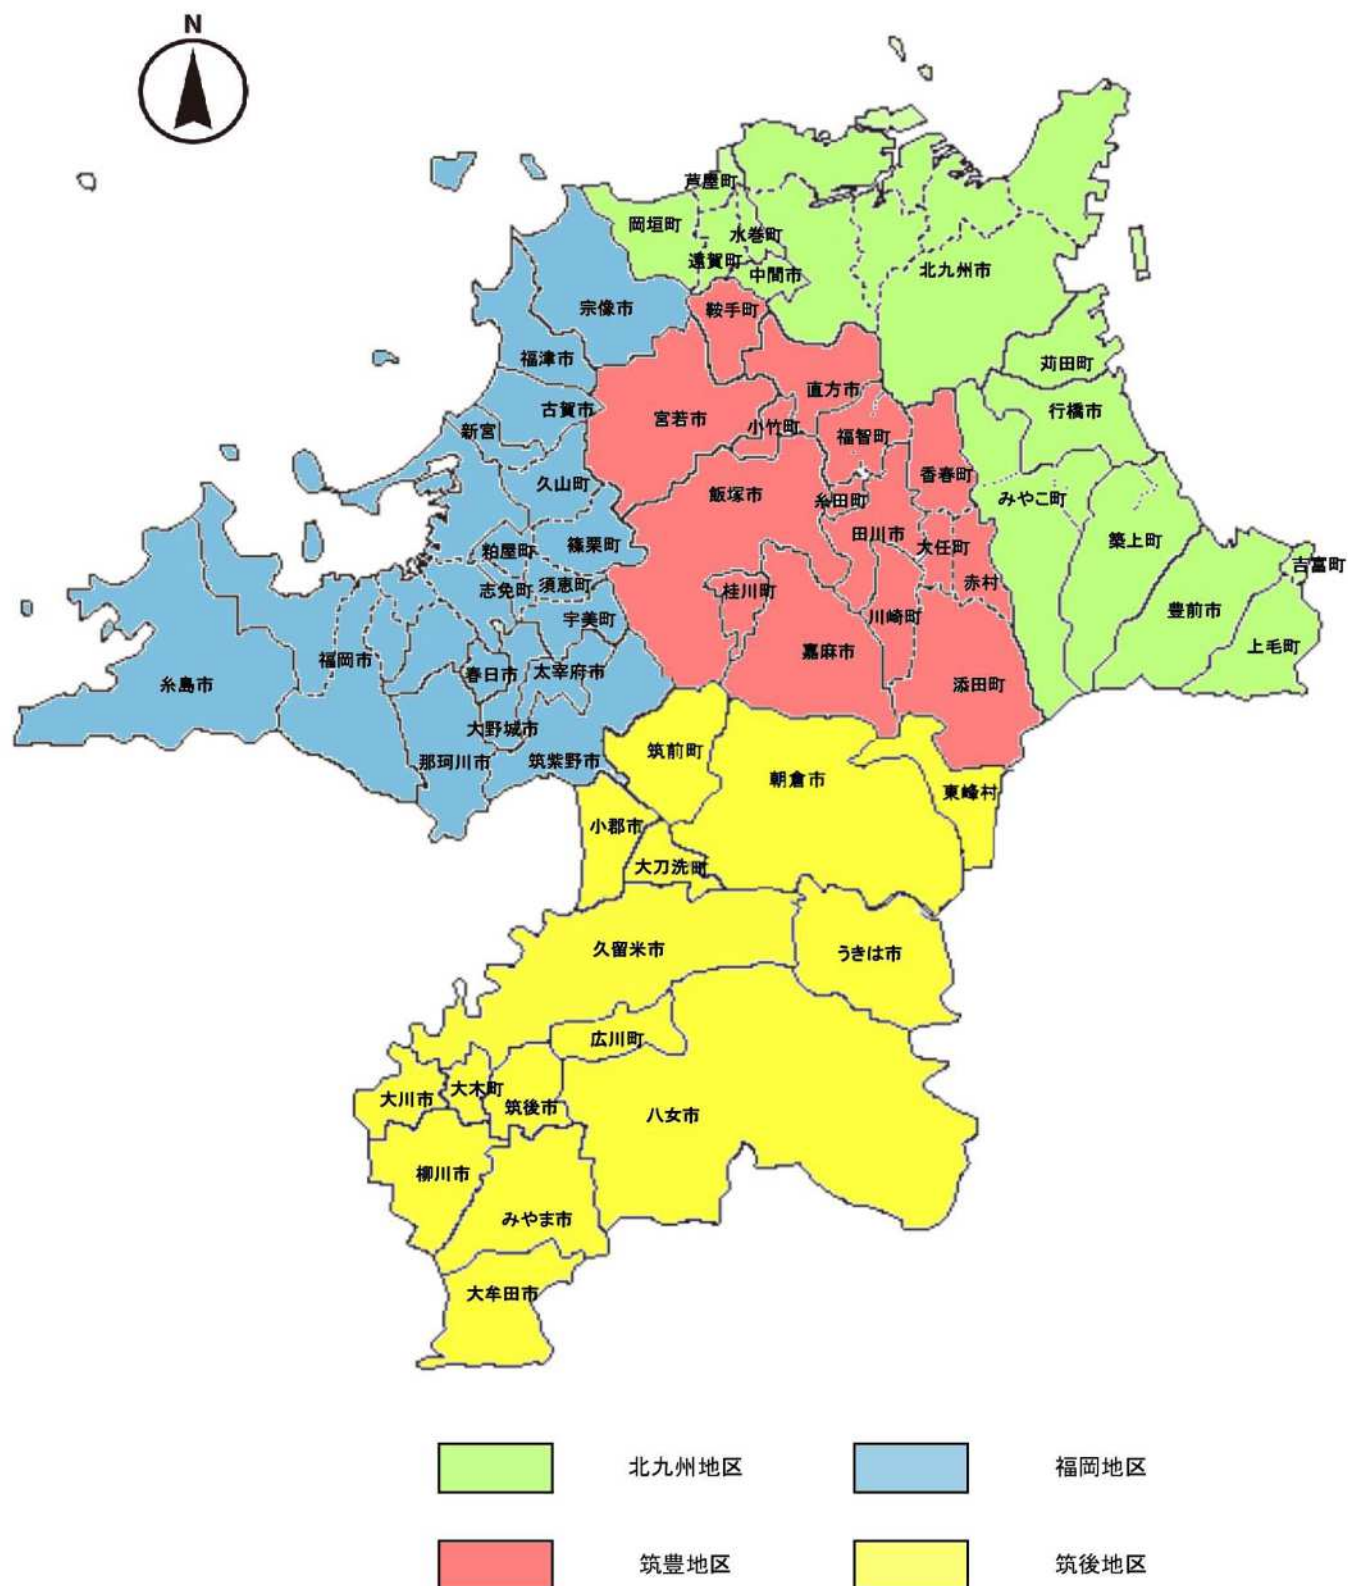 N
芦屋町
岡垣町
水巻町
遠賀町
中間市
北九州市
宗像市
鞍手町
福津市
苅田町
直方市
古賀市
行橋市
宮若市
小竹町
新宮
福智町
香春町
久山町
飯塚市
糸田町
みやこ町
田川市
築上町
粕屋町
篠栗町
大任町
吉富町
志免町
須恵町
赤村
桂川町
宇美町
川崎町
豊前市
福岡市
嘉麻市
上毛町
春日市
太宰府市
糸島市
添田町
大野城市
筑前町
那珂川市
筑紫野市
朝倉市
東峰村
小郡市
大刀洗町
久留米市
うきは市
広川町
大川市
大木町
筑後市
八女市
柳川市
みやま市
大牟田市
北九州地区
福岡地区
筑豊地区
筑後地区